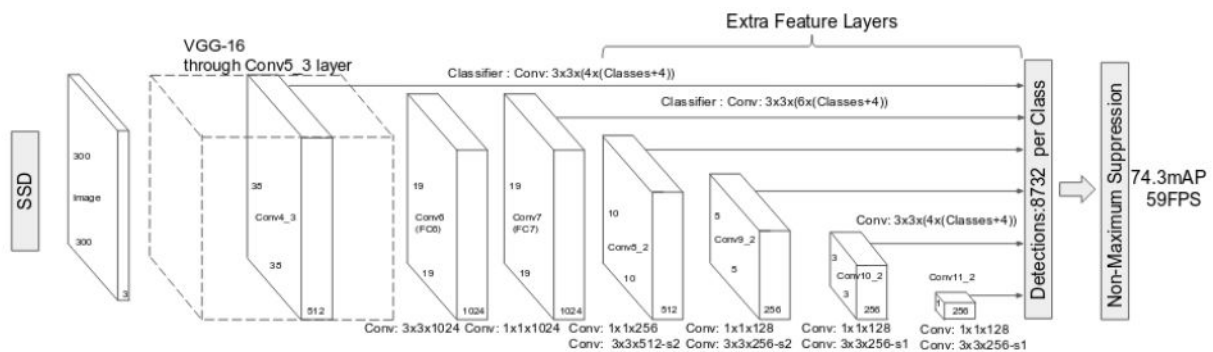 Extra Feature Layers
VGG-16
through Conv5_3 layer
Classifier : Conv: 3x3x(4x(Classes+4))
Classifier : Conv: 3x3x(6x(Classes+4))
SSD
300
Image
300
3
35
Conv4_3
35
512
19
Conv6
(FC6)
19
1024
19
Conv7
(FC7)
19
1024
10
Conv8_2
10
512
5
Conv9_2
5
256
Conv: 3x3x(4x(Classes+4))
3
Conv10_2
3
256
Conv11_2
1
256
Detections:8732 per Class
Non-Maximum Suppression
74.3mAP
59FPS
Conv: 3x3x1024
Conv: 1x1x1024
Conv: 1x1x256
Conv: 3x3x512-s2
Conv: 1x1x128
Conv: 3x3x256-s2
Conv: 1x1x128
Conv: 3x3x256-s1
Conv: 1x1x128
Conv: 3x3x256-s1